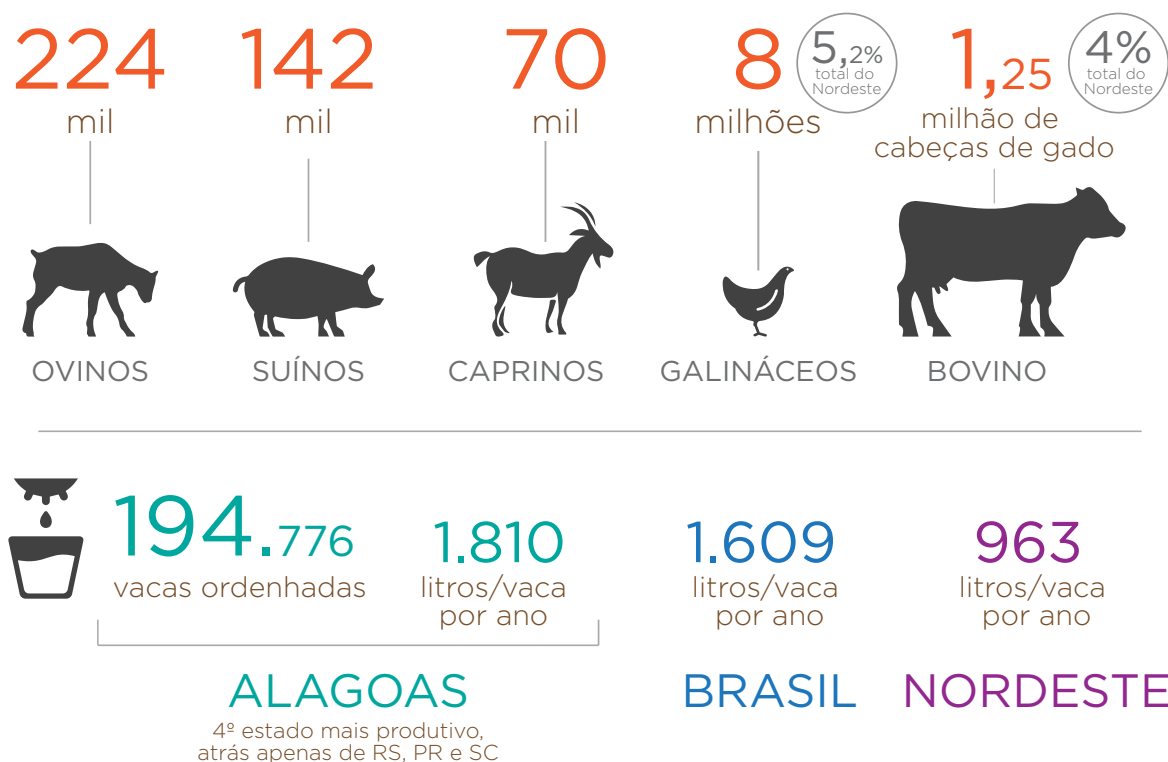 224
mil
OVINOS
142
mil
SUÍNOS
70
mil
CAPRINOS
8
milhões
5,2%
total do
Nordeste
GALINÁCEOS
1,25
milhão de
cabeças de gado
4%
total do
Nordeste
BOVINO
194.776
vacas ordenhadas
1.810
litros/vaca
por ano
ALAGOAS
4º estado mais produtivo,
atrás apenas de RS, PR e SC
1.609
litros/vaca
por ano
BRASIL
963
litros/vaca
por ano
NORDESTE